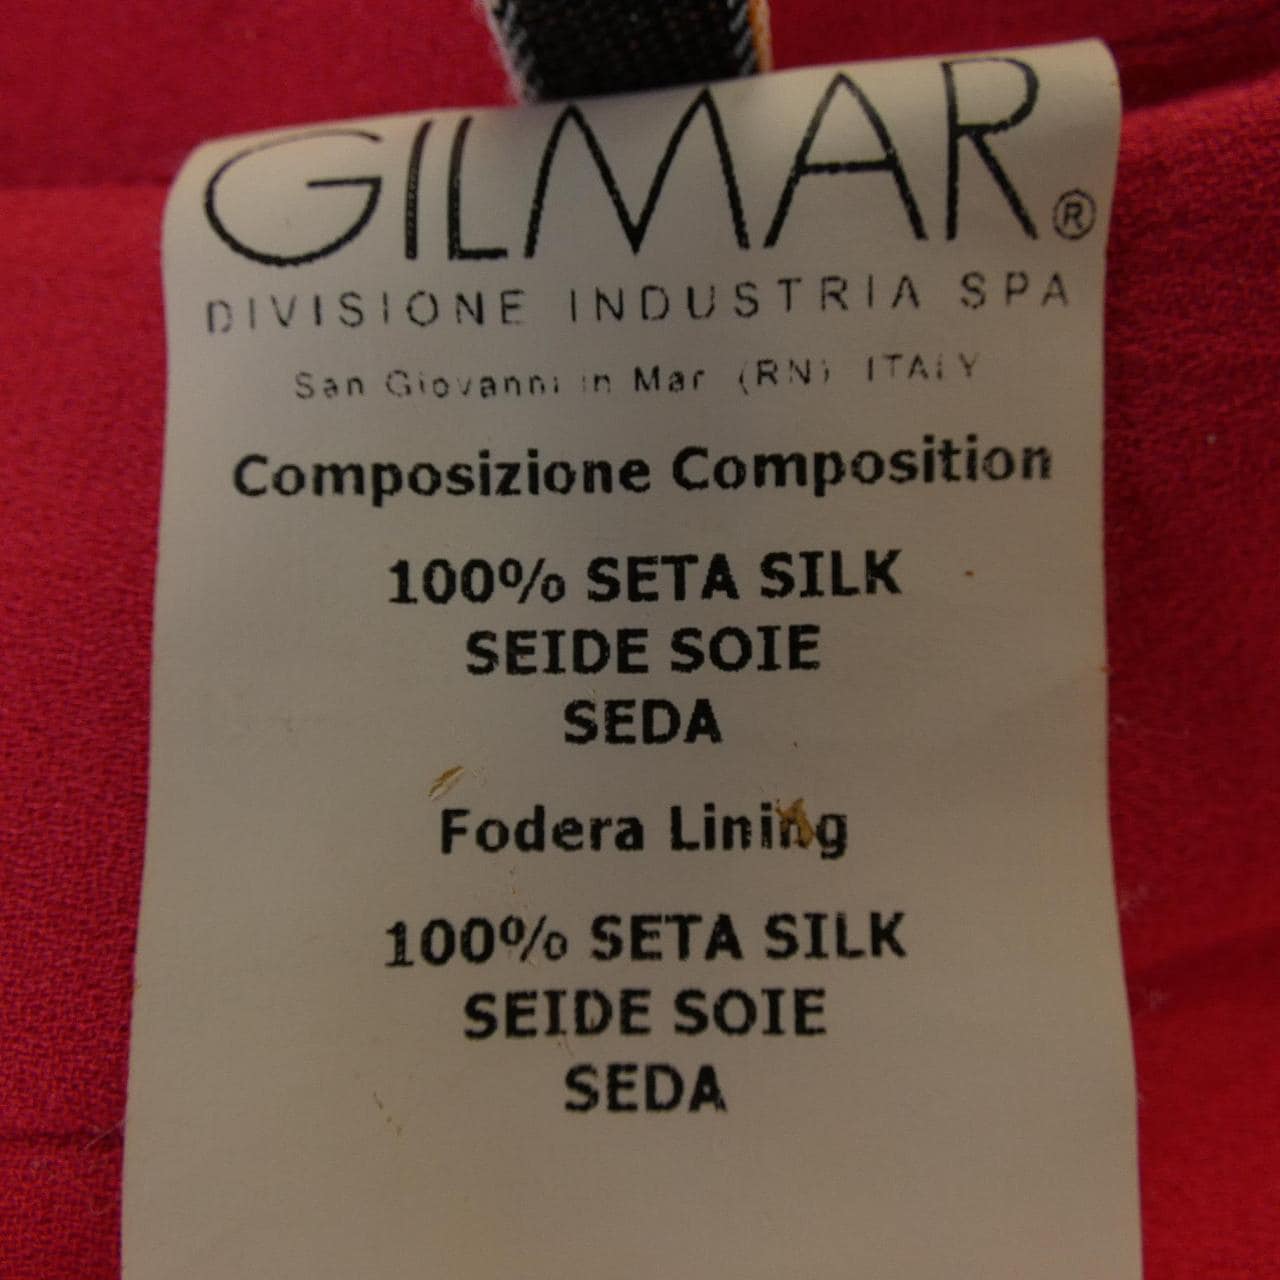 GILMAR®
DIVISIONE INDUSTRIA SPA
San Giovanni in Mar (RN) ITALY
Composizione Composition
100% SETA SILK
SEIDE SOIE
SEDA
Fodera Lining
100% SETA SILK
SEIDE SOIE
SEDA